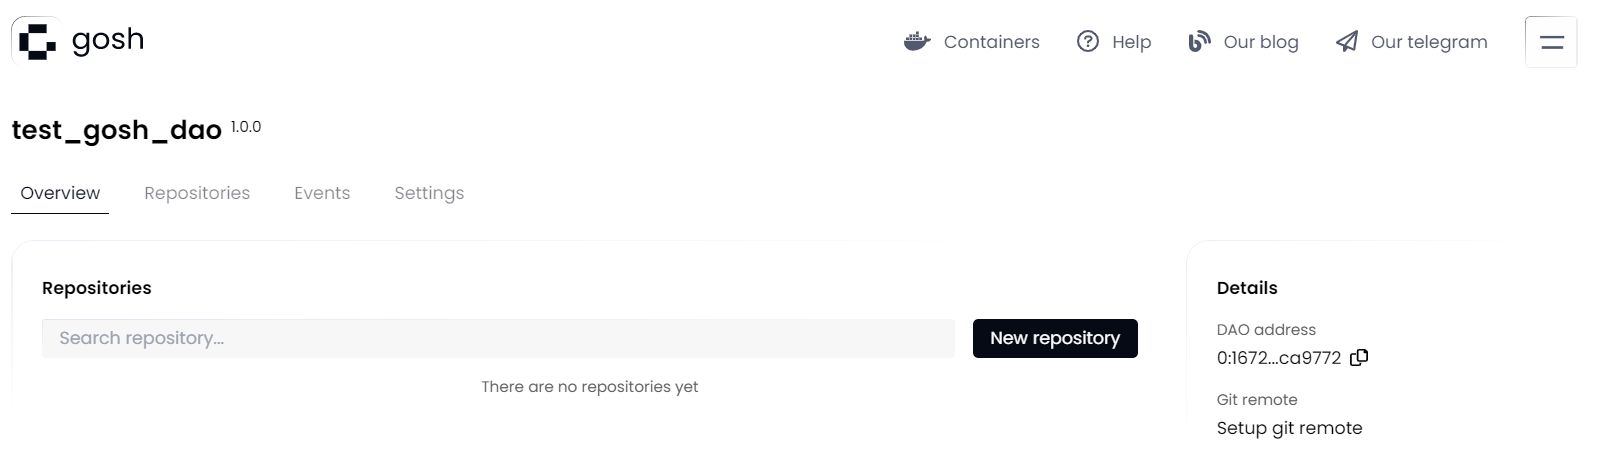 gosh
Containers
Help
Our blog
Our telegram
test_gosh_dao 1.0.0
Overview
Repositories
Events
Settings
Repositories
Search repository...
New repository
There are no repositories yet
Details
DAO address
0:1672...ca9772
Git remote
Setup git remote